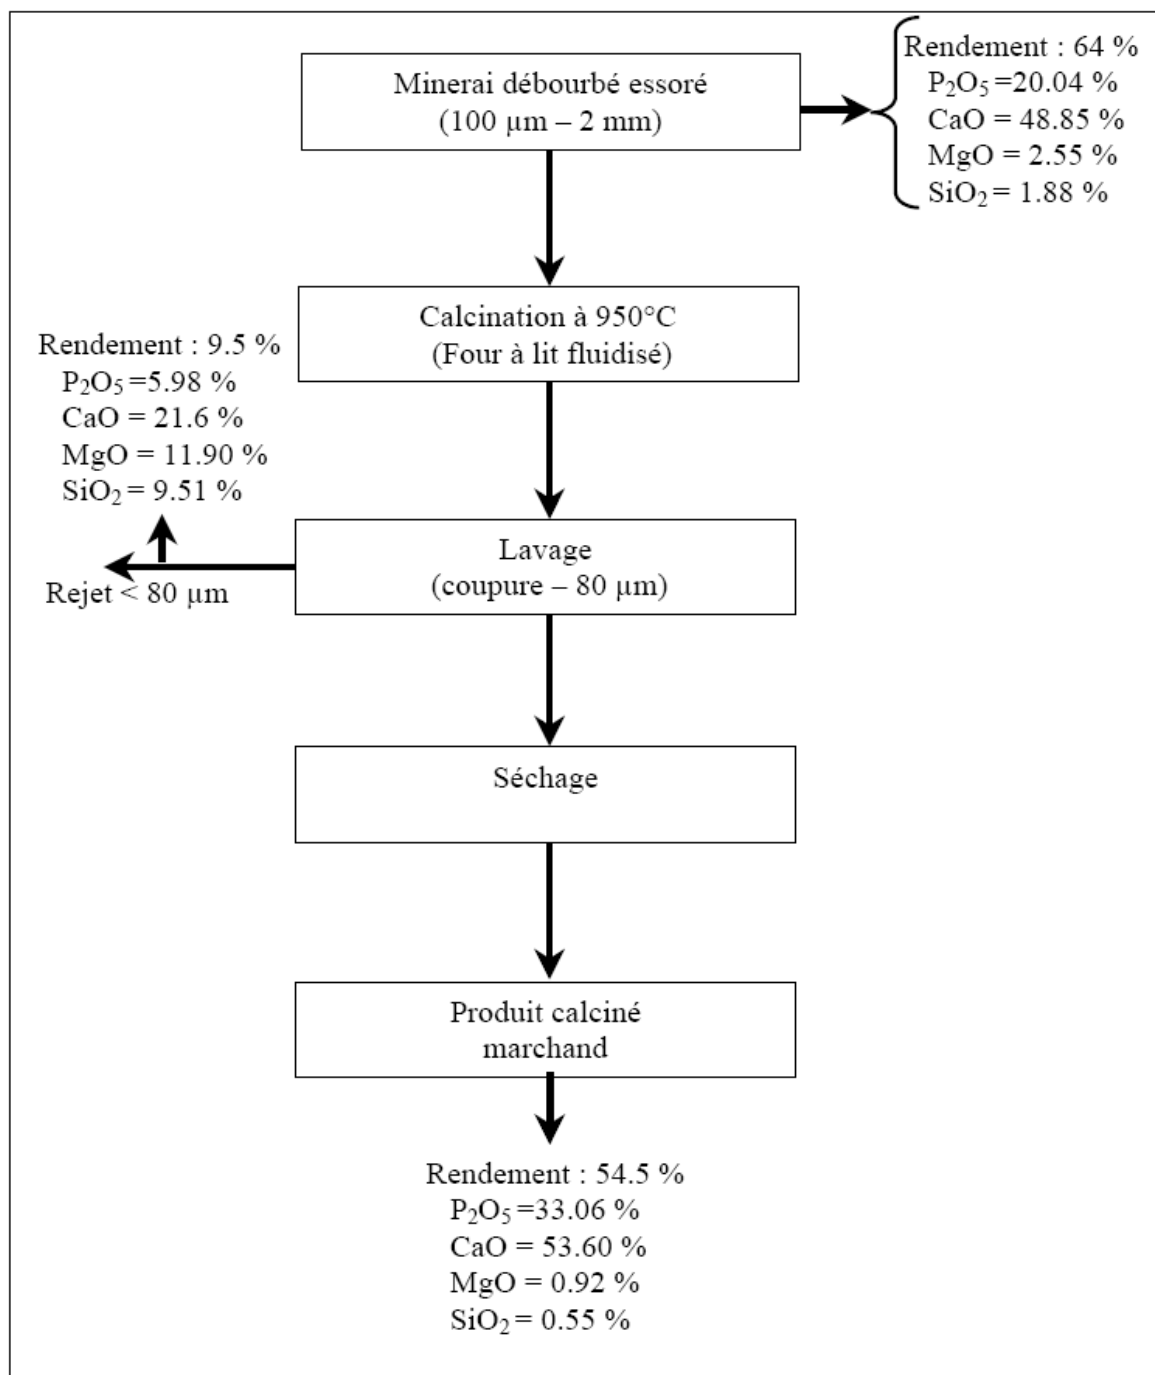 Minerai débourbé essoré
(100 µm – 2 mm)
Rendement : 64 %
P₂O₅ =20.04 %
CaO = 48.85 %
MgO = 2.55 %
SiO₂ = 1.88 %
Calcination à 950°C
(Four à lit fluidisé)
Rendement : 9.5 %
P₂O₅ =5.98 %
CaO = 21.6 %
MgO = 11.90 %
SiO₂ = 9.51 %
Rejet < 80 µm
Lavage
(coupure – 80 µm)
Séchage
Produit calciné
marchand
Rendement : 54.5 %
P₂O₅ =33.06 %
CaO = 53.60 %
MgO = 0.92 %
SiO₂ = 0.55 %